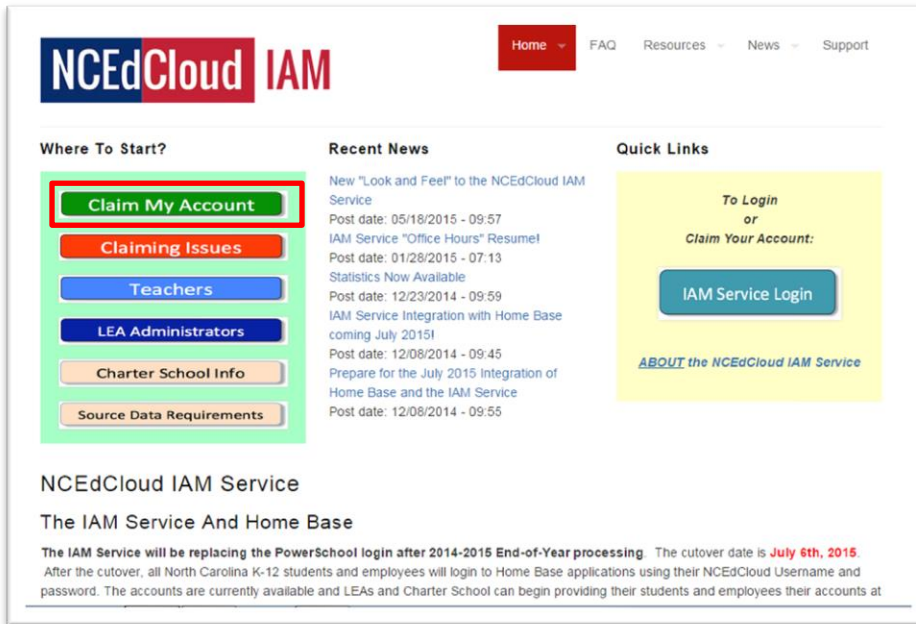 NCEdCloud IAM
Home
FAQ
Resources
News
Support
Where To Start?
Claim My Account
Claiming Issues
Teachers
LEA Administrators
Charter School Info
Source Data Requirements
Recent News
New "Look and Feel" to the NCEdCloud IAM
Service
Post date: 05/18/2015 - 09:57
IAM Service "Office Hours" Resume!
Post date: 01/28/2015 - 07:13
Statistics Now Available
Post date: 12/23/2014 - 09:59
IAM Service Integration with Home Base
coming July 2015!
Post date: 12/08/2014 - 09:45
Prepare for the July 2015 Integration of
Home Base and the IAM Service
Post date: 12/08/2014 - 09:55
Quick Links
To Login
or
Claim Your Account:
IAM Service Login
ABOUT the NCEdCloud IAM Service
NCEdCloud IAM Service
The IAM Service And Home Base
The IAM Service will be replacing the PowerSchool login after 2014-2015 End-of-Year processing. The cutover date is July 6th, 2015.
After the cutover, all North Carolina K-12 students and employees will login to Home Base applications using their NCEdCloud Username and
password. The accounts are currently available and LEAs and Charter School can begin providing their students and employees their accounts at